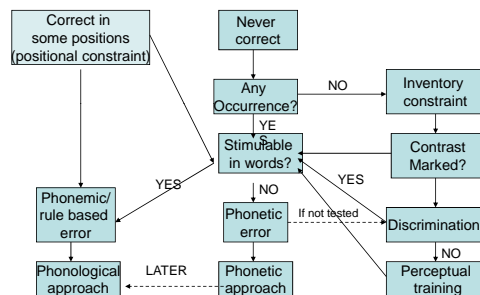 Correct in
some positions
(positional constraint)
Never
correct
Any
Occurrence?
NO
Inventory
constraint
YE
S
Stimulable
in words?
Contrast
Marked?
YES
NO
YES
Phonemic/
rule based
error
Phonetic
error
If not tested
Discrimination
NO
Phonological
approach
LATER
Phonetic
approach
Perceptual
training